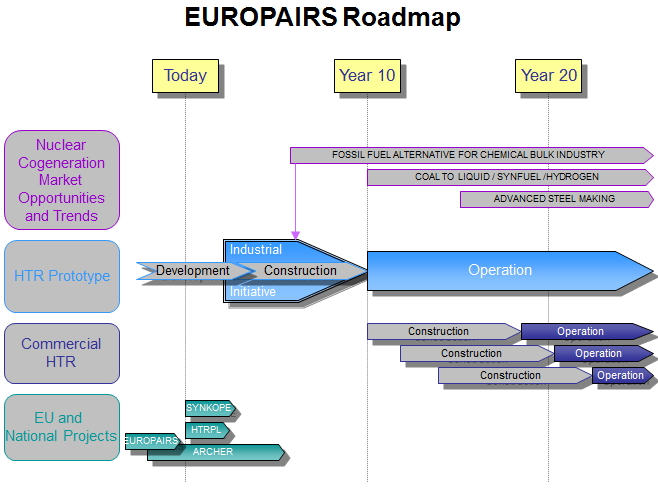 EUROPAIRS Roadmap
Today
Year 10
Year 20
Nuclear
Cogeneration
Market
Opportunities
and Trends
FOSSIL FUEL ALTERNATIVE FOR CHEMICAL BULK INDUSTRY
COAL TO LIQUID / SYNFUEL /HYDROGEN
ADVANCED STEEL MAKING
HTR Prototype
Industrial
Development
Construction
Initiative
Operation
Commercial
HTR
Construction
Operation
Construction
Operation
Construction
Operation
EU and
National Projects
SYNKOPE
HTRPL
EUROPAIRS
ARCHER